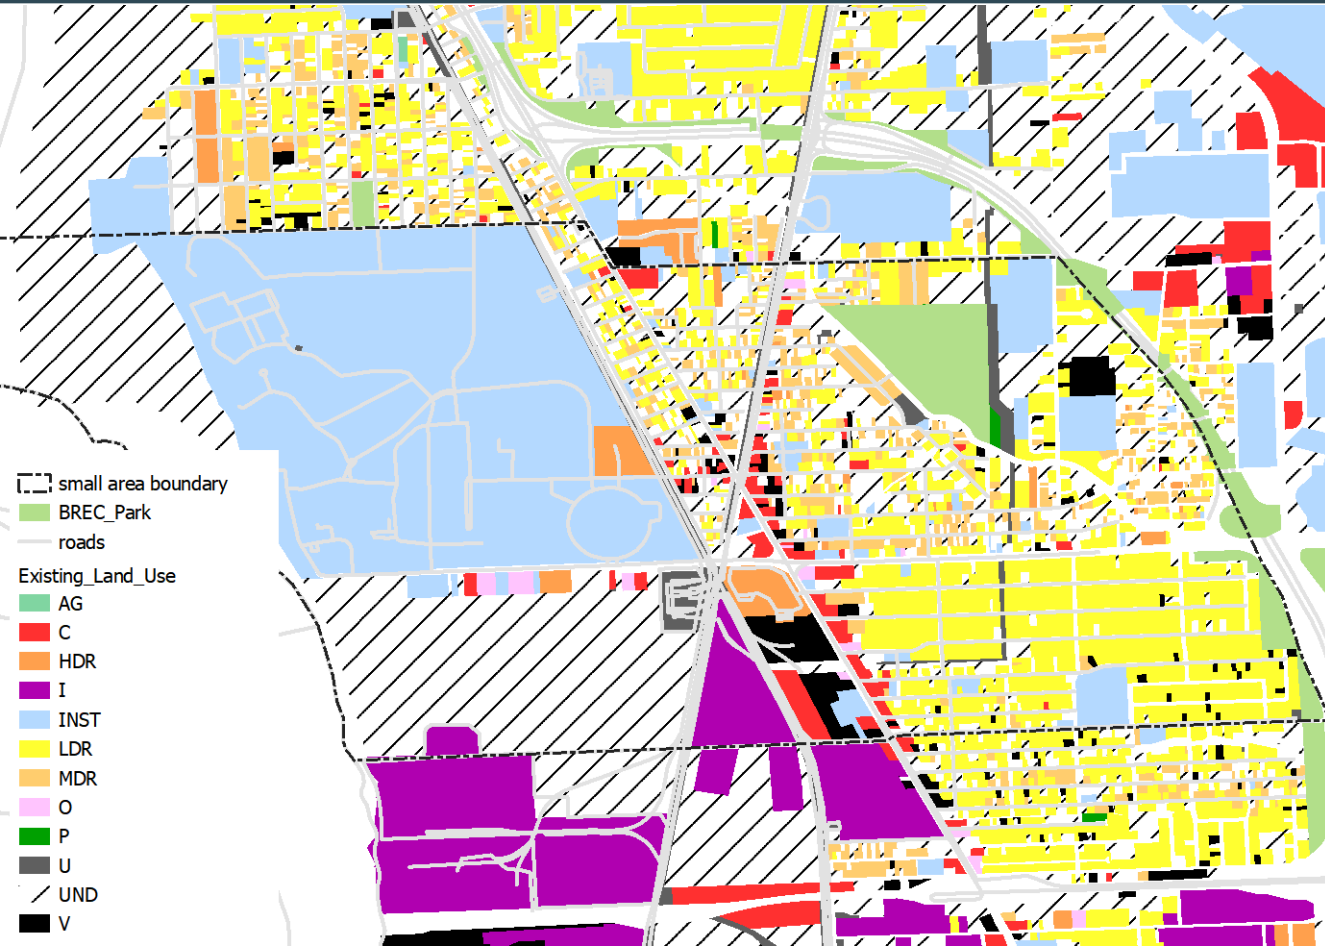 small area boundary
BREC_Park
roads
Existing_Land_Use
AG
C
HDR
I
INST
LDR
MDR
O
P
U
UND
V